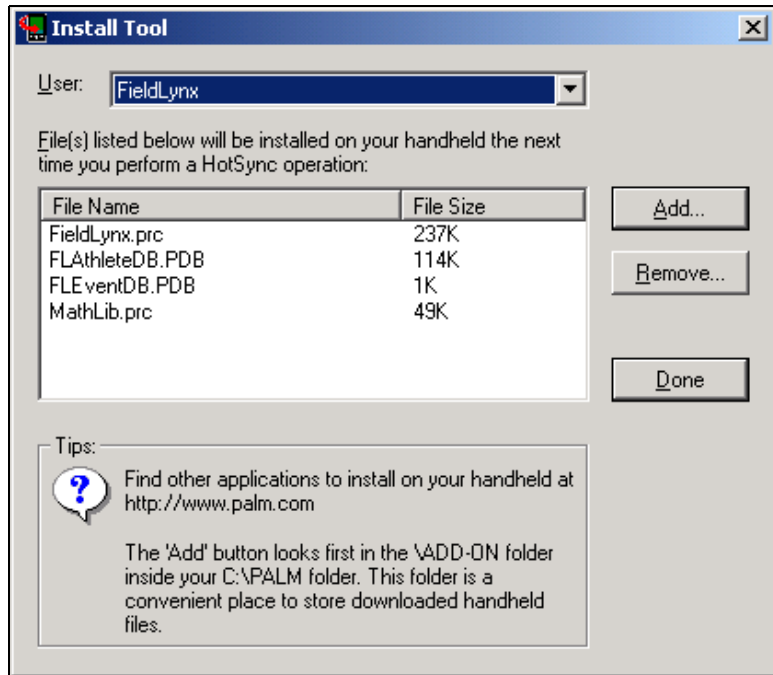 Install Tool
User: FieldLynx
File(s) listed below will be installed on your handheld the next
time you perform a HotSync operation:
File Name File Size
FieldLynx.prc 237K
FLAthleteDB.PDB 114K
FLEventDB.PDB 1K
MathLib.prc 49K
Add...
Remove...
Done
Tips:
?
Find other applications to install on your handheld at
http://www.palm.com
The 'Add' button looks first in the \ADD-ON folder
inside your C:\PALM folder. This folder is a
convenient place to store downloaded handheld
files.